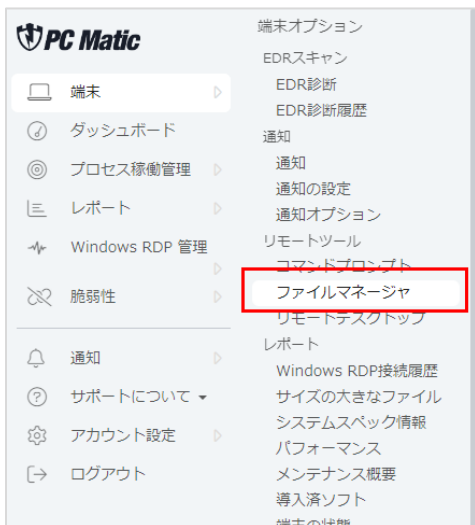 PC Matic
端末
ダッシュボード
プロセス稼働管理
レポート
Windows RDP 管理
脆弱性
通知
サポートについて
アカウント設定
ログアウト
端末オプション
EDRスキャン
EDR診断
EDR診断履歴
通知
通知
通知の設定
通知オプション
リモートツール
コマンドプロンプト
ファイルマネージャ
リモートデスクトップ
レポート
Windows RDP接続履歴
サイズの大きなファイル
システムスペック情報
パフォーマンス
メンテナンス概要
導入済ソフト
端末の状態